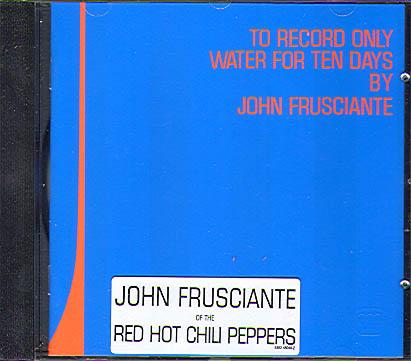 TO RECORD ONLY
WATER FOR TEN DAYS
BY
JOHN FRUSCIANTE
JOHN FRUSCIANTE
OF THE
RED HOT CHILI PEPPERS